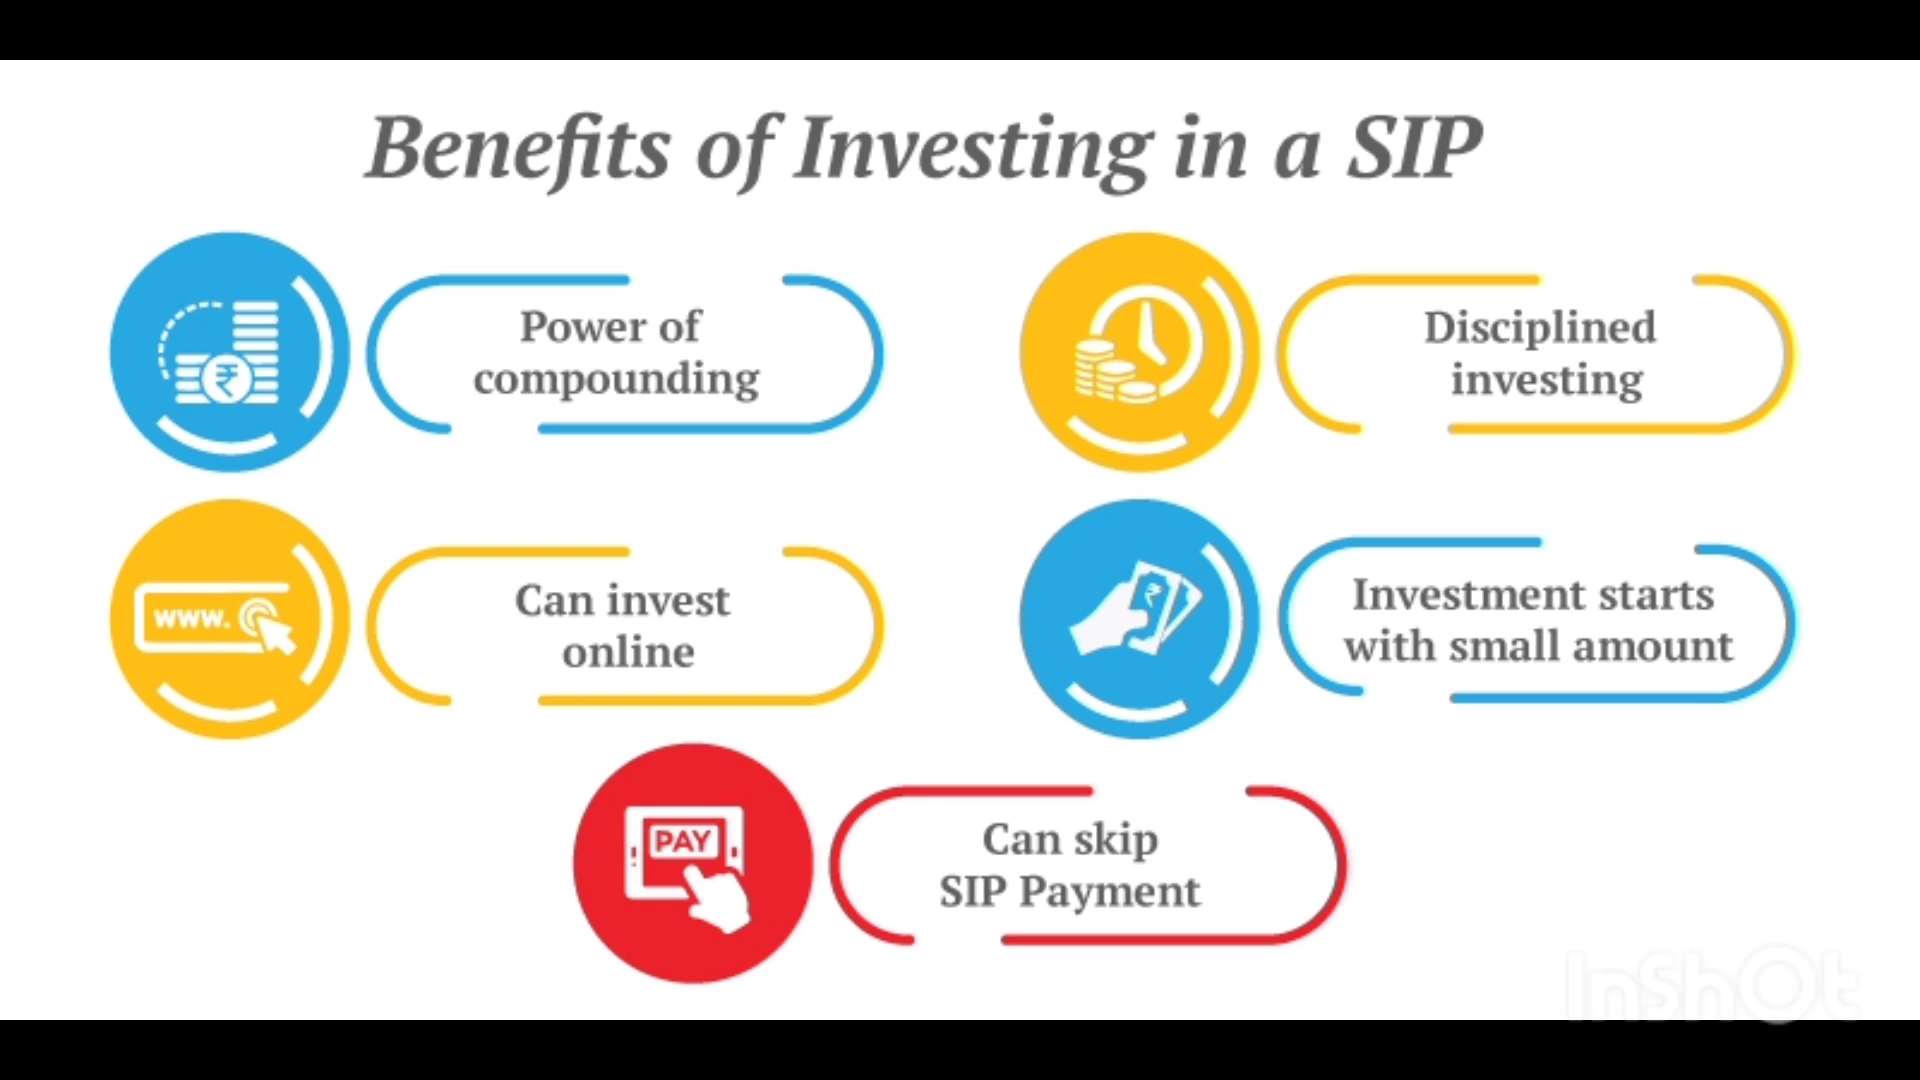 Benefits of Investing in a SIP
Power of
compounding
Disciplined
investing
www.
Can invest
online
₹
Investment starts
with small amount
PAY
Can skip
SIP Payment
InShOt